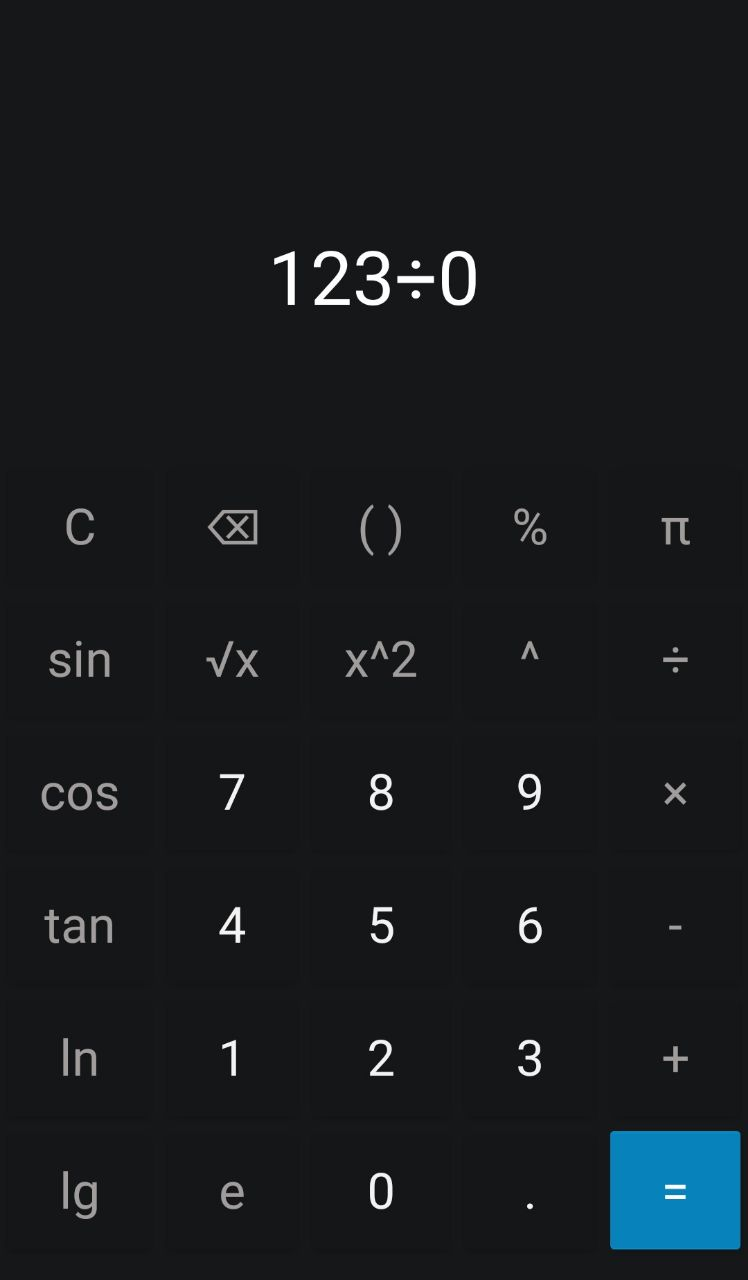 123÷0
C ( ) % π
sin √x x^2 ^ ÷
cos 7 8 9 ×
tan 4 5 6 -
ln 1 2 3 +
lg e 0 . =